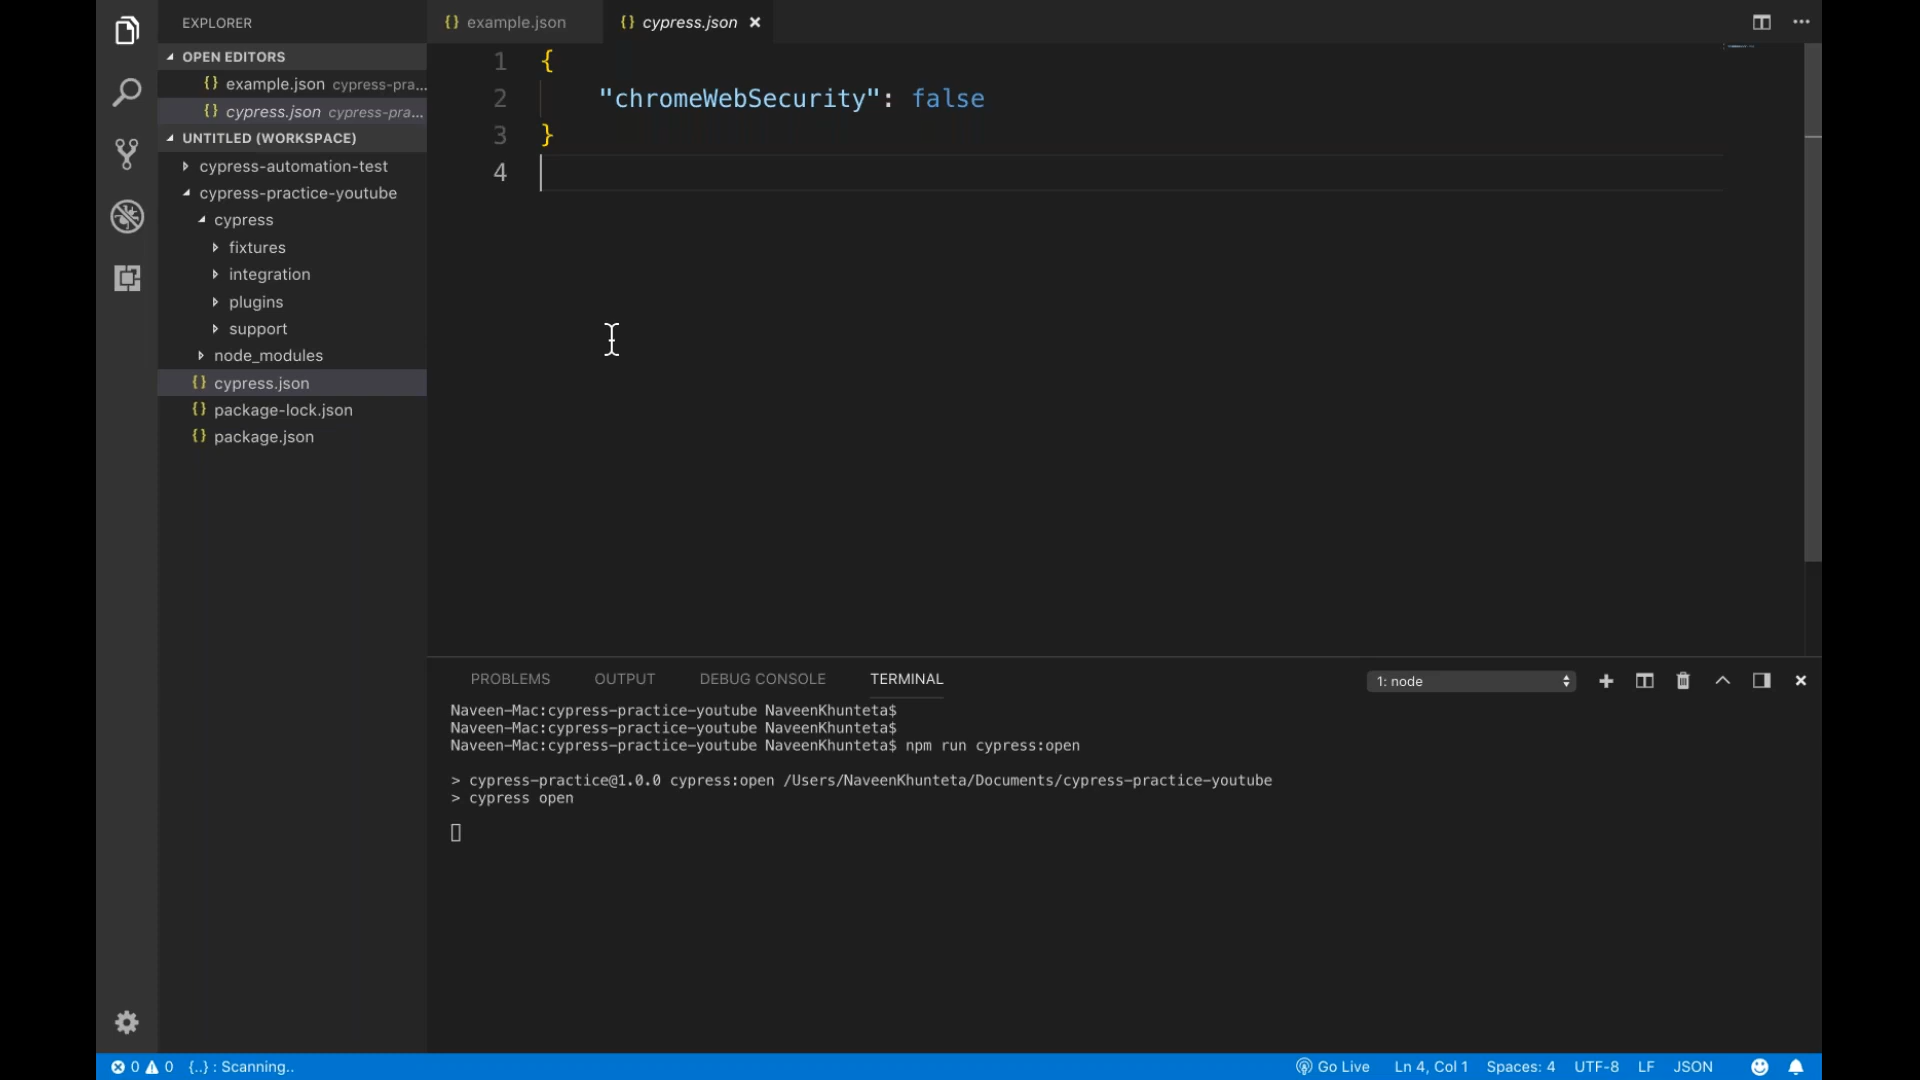 EXPLORER
OPEN EDITORS
example.json cypress-pra...
cypress.json cypress-pra...
UNTITLED (WORKSPACE)
cypress-automation-test
cypress-practice-youtube
cypress
fixtures
integration
plugins
support
node_modules
cypress.json
package-lock.json
package.json
example.json
cypress.json
1 {
2 "chromeWebSecurity": false
3 }
4
PROBLEMS OUTPUT DEBUG CONSOLE TERMINAL 1: node
Naveen-Mac:cypress-practice-youtube NaveenKhunteta$
Naveen-Mac:cypress-practice-youtube NaveenKhunteta$
Naveen-Mac:cypress-practice-youtube NaveenKhunteta$ npm run cypress:open
> cypress-practice@1.0.0 cypress:open /Users/NaveenKhunteta/Documents/cypress-practice-youtube
> cypress open
0 0 {..} : Scanning.. Go Live Ln 4, Col 1 Spaces: 4 UTF-8 LF JSON